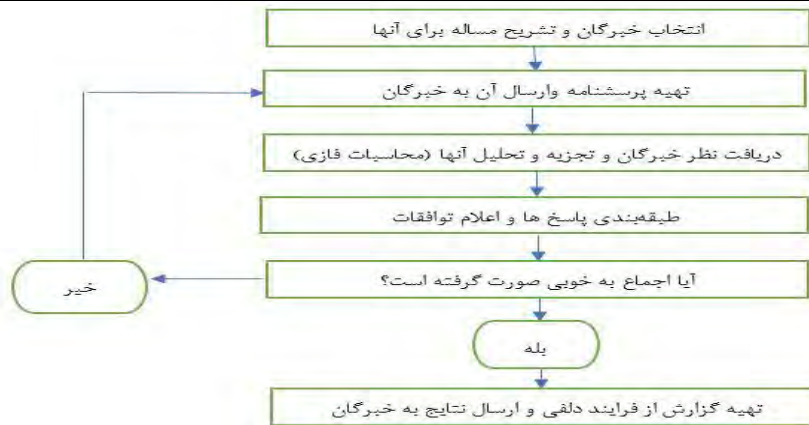 انتخاب خبرگان و تشریح مساله برای آنها
تهیه پرسشنامه وارسال آن به خبرگان
دریافت نظر خبرگان و تجزیه و تحلیل آنها (محاسبات فازی)
طبقه‌بندی پاسخ ها و اعلام توافقات
آیا اجماع به خوبی صورت گرفته است؟
خیر
بله
تهیه گزارش از فرایند دلفی و ارسال نتایج به خبرگان